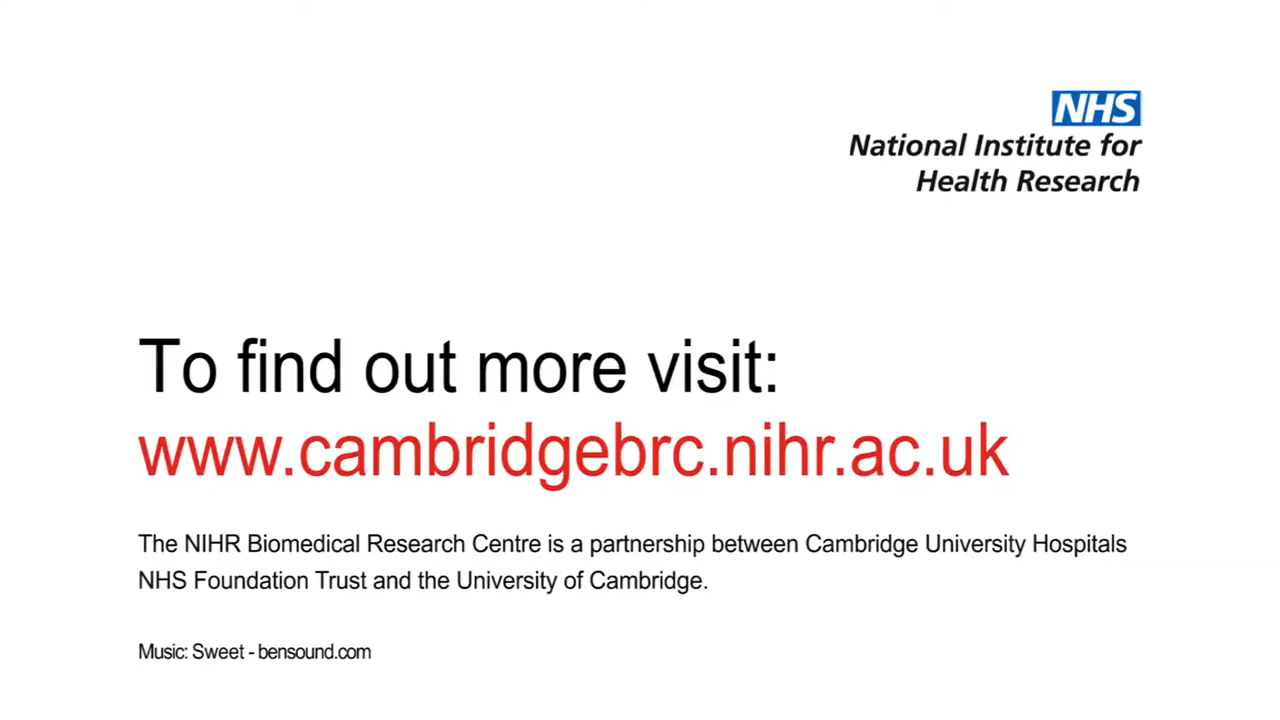 NHS
National Institute for
Health Research
To find out more visit:
www.cambridgebrc.nihr.ac.uk
The NIHR Biomedical Research Centre is a partnership between Cambridge University Hospitals
NHS Foundation Trust and the University of Cambridge.
Music: Sweet - bensound.com